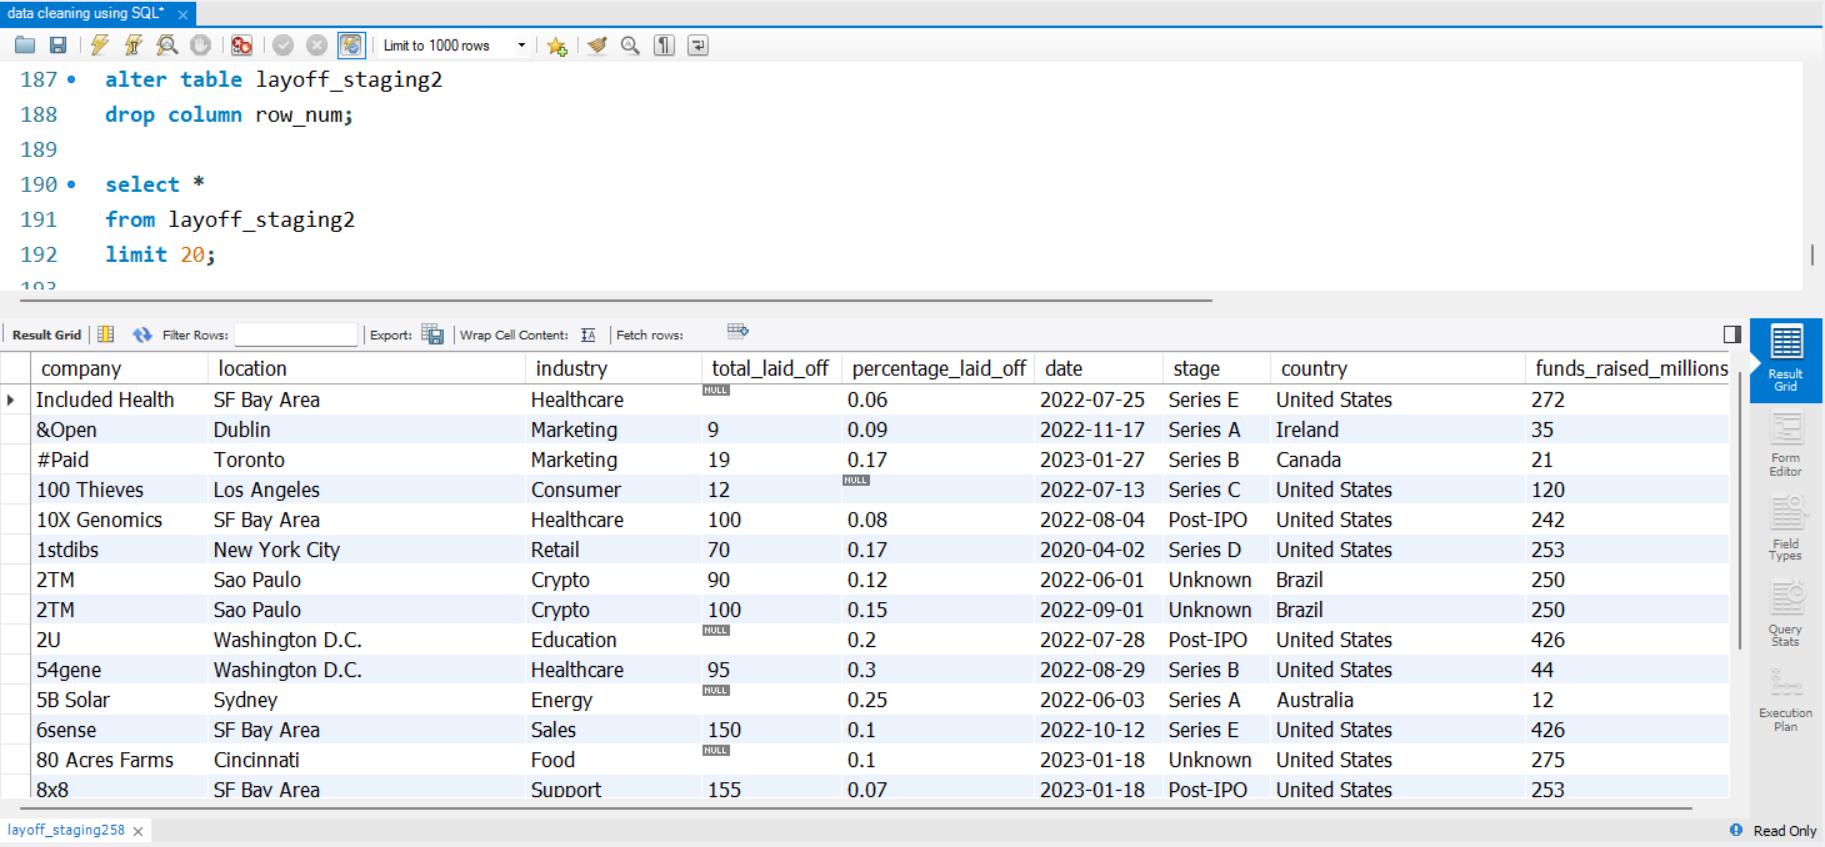 data cleaning using SQL*
Limit to 1000 rows
187 alter table layoff_staging2
188 drop column row_num;
189
190 select *
191 from layoff_staging2
192 limit 20;
193
Result Grid Filter Rows: Export: Wrap Cell Content: Fetch rows:
company location industry total_laid_off percentage_laid_off date stage country funds_raised_millions
Included Health SF Bay Area Healthcare NULL 0.06 2022-07-25 Series E United States 272
&Open Dublin Marketing 9 0.09 2022-11-17 Series A Ireland 35
#Paid Toronto Marketing 19 0.17 2023-01-27 Series B Canada 21
100 Thieves Los Angeles Consumer 12 NULL 2022-07-13 Series C United States 120
10X Genomics SF Bay Area Healthcare 100 0.08 2022-08-04 Post-IPO United States 242
1stdibs New York City Retail 70 0.17 2020-04-02 Series D United States 253
2TM Sao Paulo Crypto 90 0.12 2022-06-01 Unknown Brazil 250
2TM Sao Paulo Crypto 100 0.15 2022-09-01 Unknown Brazil 250
2U Washington D.C. Education NULL 0.2 2022-07-28 Post-IPO United States 426
54gene Washington D.C. Healthcare 95 0.3 2022-08-29 Series B United States 44
5B Solar Sydney Energy NULL 0.25 2022-06-03 Series A Australia 12
6sense SF Bay Area Sales 150 0.1 2022-10-12 Series E United States 426
80 Acres Farms Cincinnati Food NULL 0.1 2023-01-18 Unknown United States 275
8x8 SF Bay Area Support 155 0.07 2023-01-18 Post-IPO United States 253
Result
Grid
Form
Editor
Field
Types
Query
Stats
Execution
Plan
layoff_staging258
Read Only